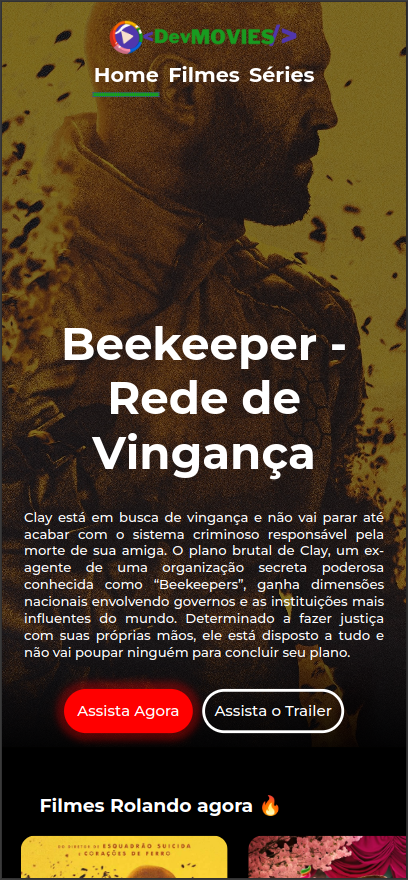 <DevMOVIES/>
Home Filmes Séries
Beekeeper -
Rede de
Vingança
Clay está em busca de vingança e não vai parar até
acabar com o sistema criminoso responsável pela
morte de sua amiga. O plano brutal de Clay, um ex-
agente de uma organização secreta poderosa
conhecida como “Beekeepers”, ganha dimensões
nacionais envolvendo governos e as instituições mais
influentes do mundo. Determinado a fazer justiça
com suas próprias mãos, ele está disposto a tudo e
não vai poupar ninguém para concluir seu plano.
Assista Agora Assista o Trailer
Filmes Rolando agora 🔥
DO DIRETOR DE ESQUADRÃO SUICIDA
E CORAÇÕES DE FERRO